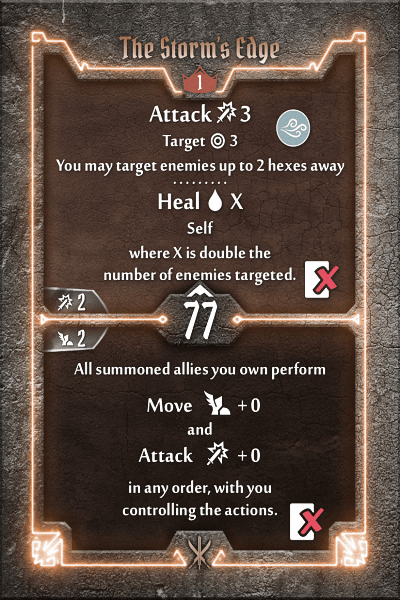 The Storm's Edge
1
Attack 3
Target 3
You may target enemies up to 2 hexes away
Heal X
Self
where X is double the
number of enemies targeted.
2
77
2
All summoned allies you own perform
Move +0
and
Attack +0
in any order, with you
controlling the actions.